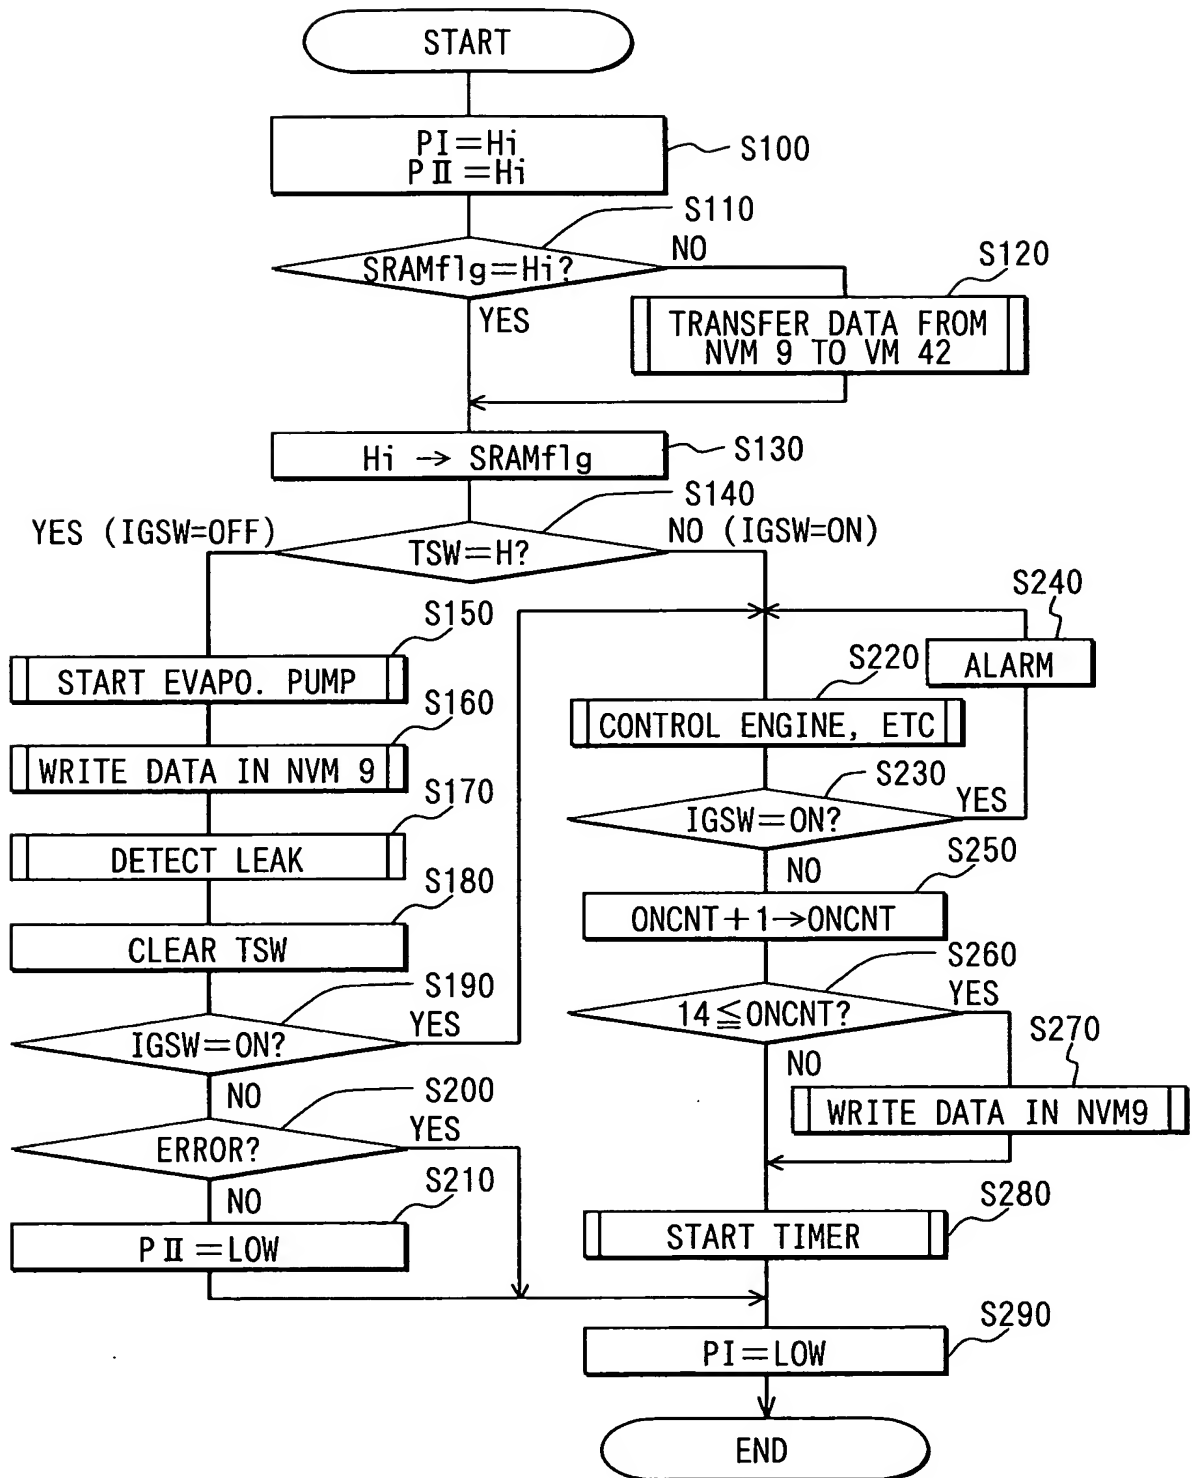 START
PI=Hi
PⅡ=Hi
S100
S110
SRAMflg=Hi?
NO
YES
S120
TRANSFER DATA FROM
NVM 9 TO VM 42
Hi → SRAMflg
S130
S140
YES (IGSW=OFF)
TSW=H?
NO (IGSW=ON)
S150
START EVAPO. PUMP
S160
WRITE DATA IN NVM 9
S170
DETECT LEAK
S180
CLEAR TSW
S190
IGSW=ON?
YES
NO
S200
ERROR?
YES
NO
S210
PⅡ=LOW
S240
ALARM
S220
CONTROL ENGINE, ETC
S230
IGSW=ON?
YES
NO
S250
ONCNT+1→ONCNT
S260
14≦ONCNT?
YES
NO
S270
WRITE DATA IN NVM9
S280
START TIMER
S290
PI=LOW
END